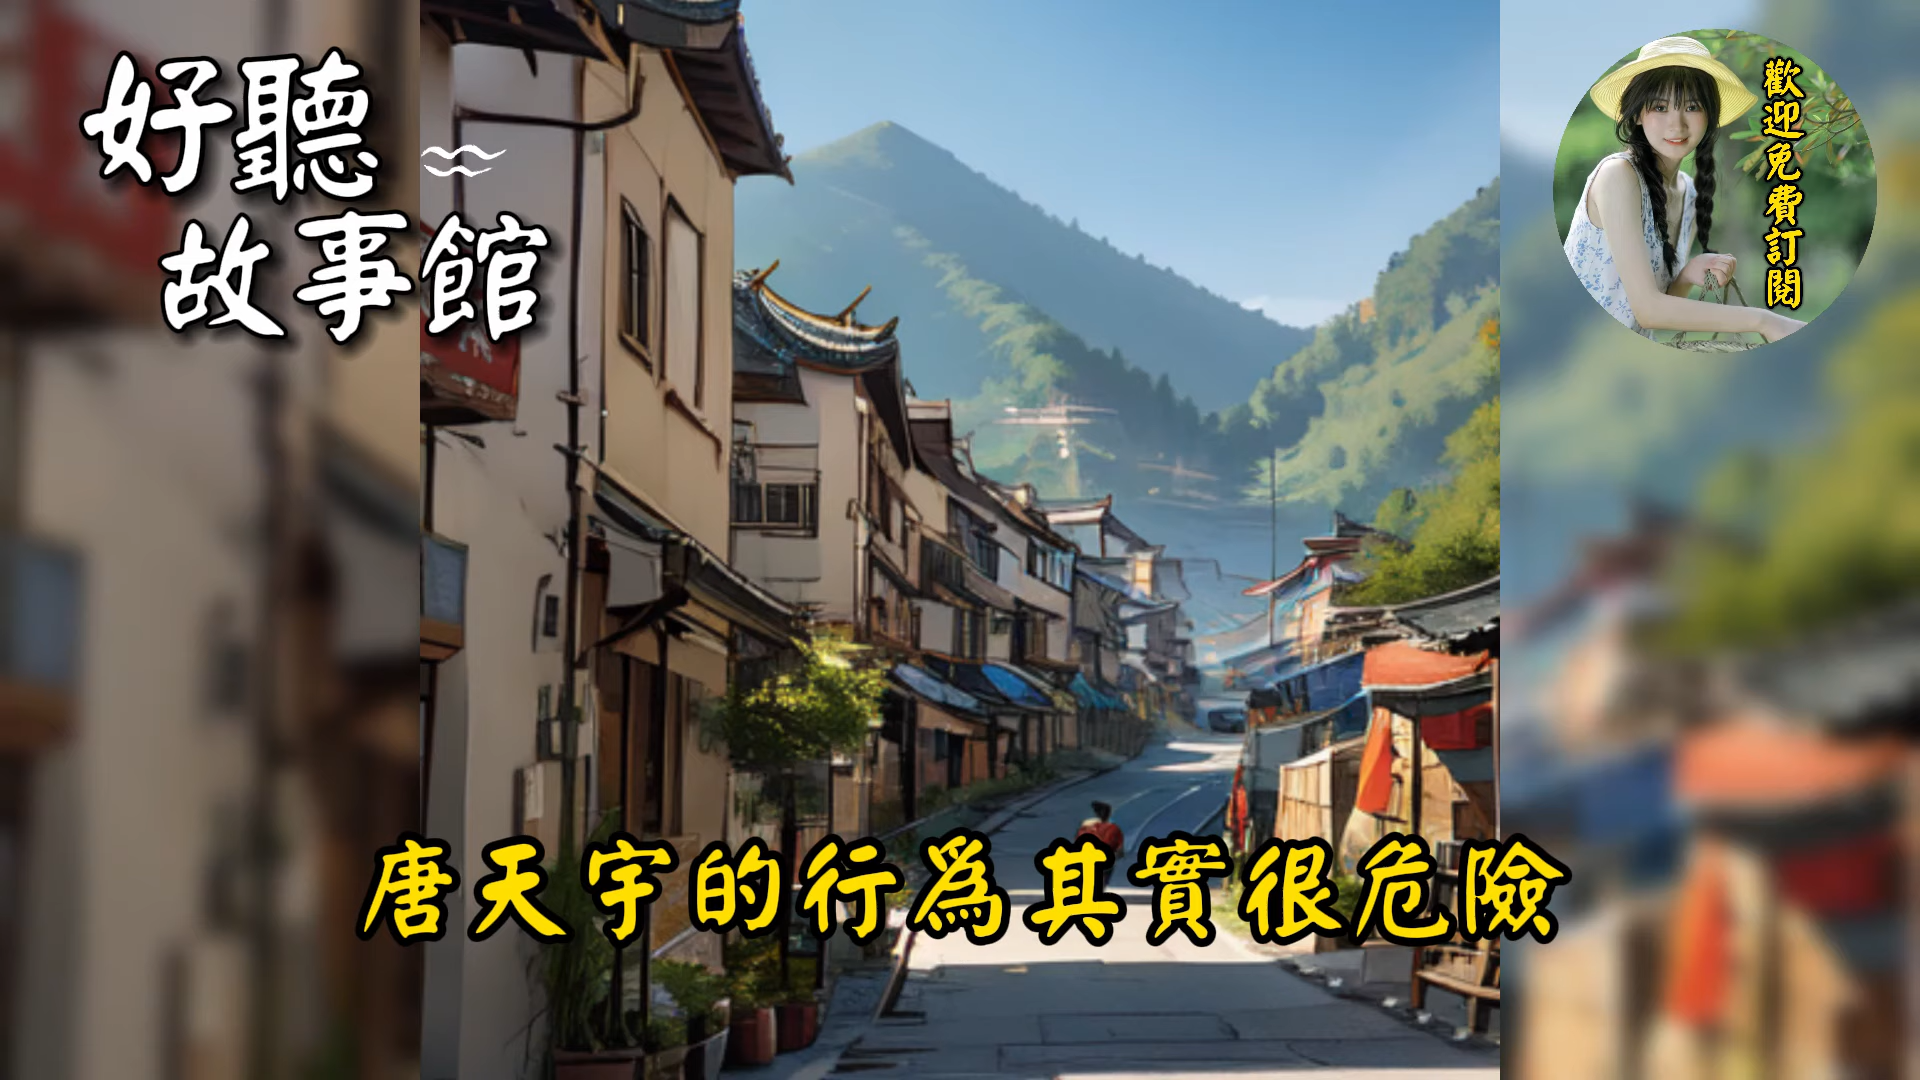 好聽
故事館
歡迎免費訂閱
唐天宇的行爲其實很危險